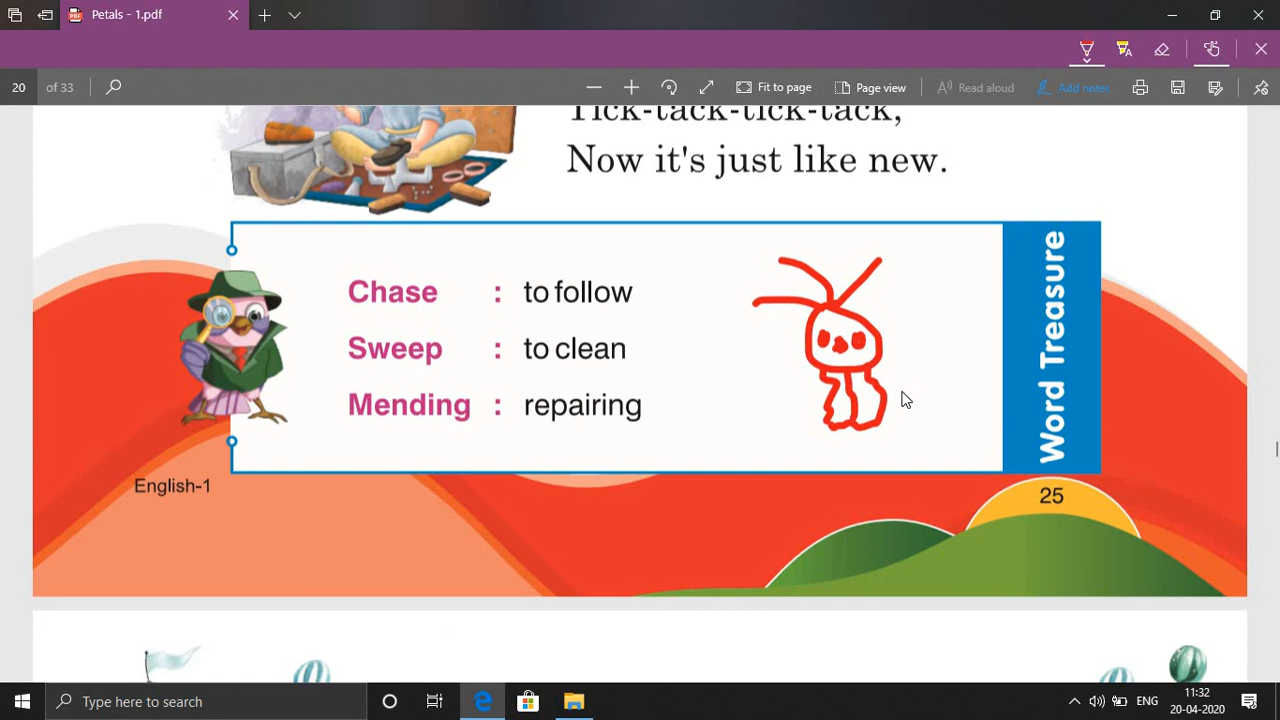 Petals - 1.pdf
20 of 33
Fit to page
Page view
Read aloud
Add notes
Tick-tack-tick-tack,
Now it's just like new.
Chase : to follow
Sweep : to clean
Mending : repairing
Word Treasure
English-1
25
Type here to search
ENG
11:32
20-04-2020